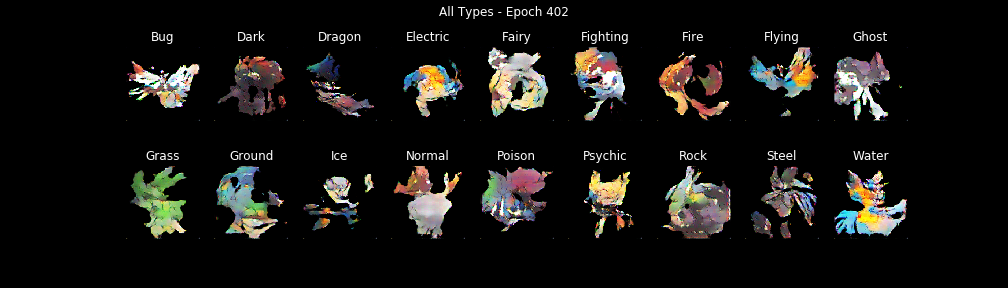 All Types - Epoch 402
Bug Dark Dragon Electric Fairy Fighting Fire Flying Ghost
Grass Ground Ice Normal Poison Psychic Rock Steel Water